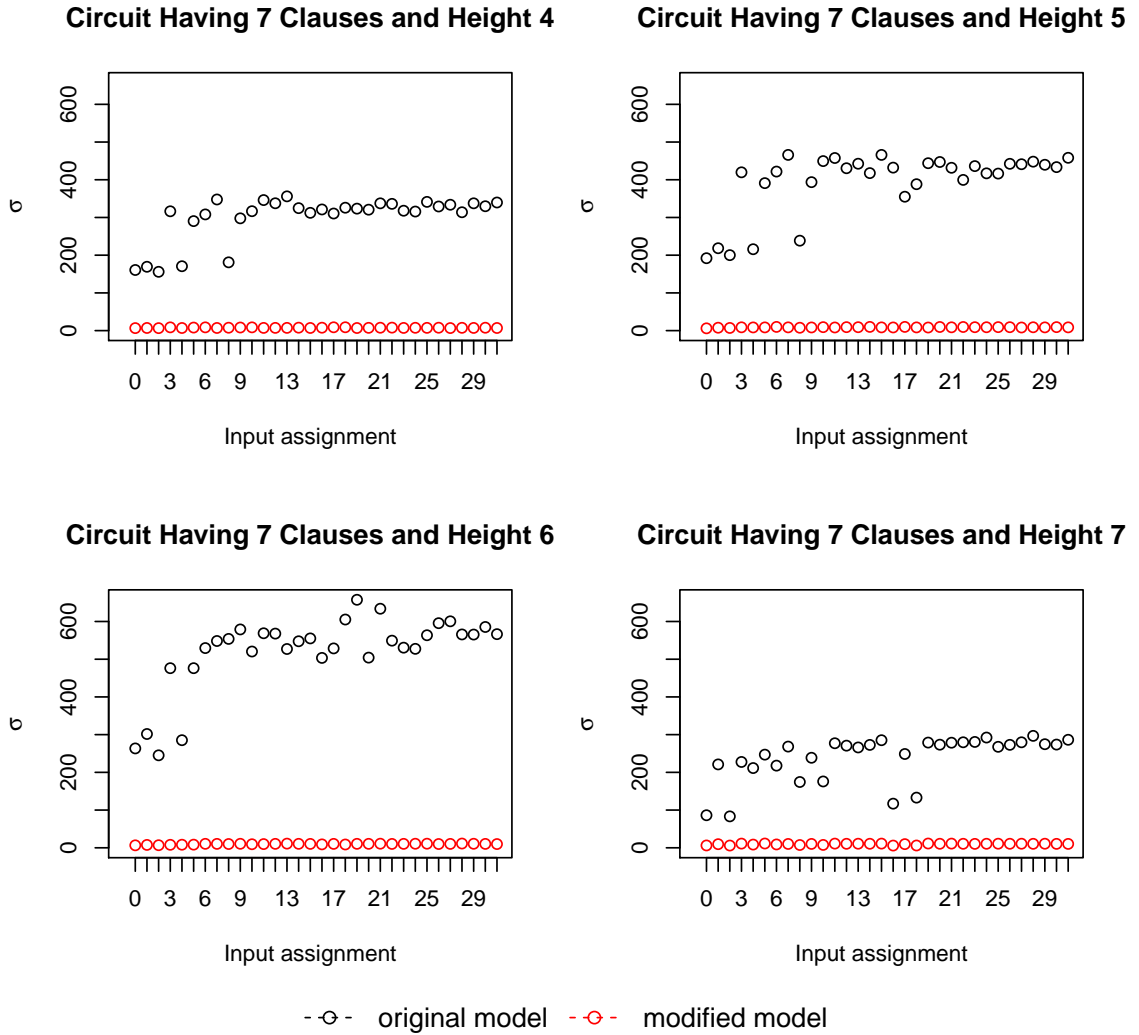 Circuit Having 7 Clauses and Height 4
σ
600
400
200
0
0 3 6 9 13 17 21 25 29
Input assignment
Circuit Having 7 Clauses and Height 5
σ
600
400
200
0
0 3 6 9 13 17 21 25 29
Input assignment
Circuit Having 7 Clauses and Height 6
σ
600
400
200
0
0 3 6 9 13 17 21 25 29
Input assignment
Circuit Having 7 Clauses and Height 7
σ
600
400
200
0
0 3 6 9 13 17 21 25 29
Input assignment
original model modified model